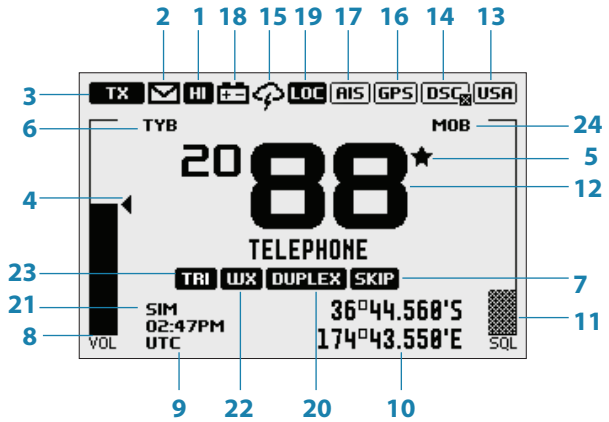 2 1 18 15 19 17 16 14 13
3 TX HI LOC AIS GPS DSC USA
6 TYB MOB 24
5
20 88 12
4
TELEPHONE
23 TRI WX DUPLEX SKIP 7
21 SIM 36°44.560'S
02:47PM 11
8 VOL UTC 174°43.550'E SQL
9 22 20 10